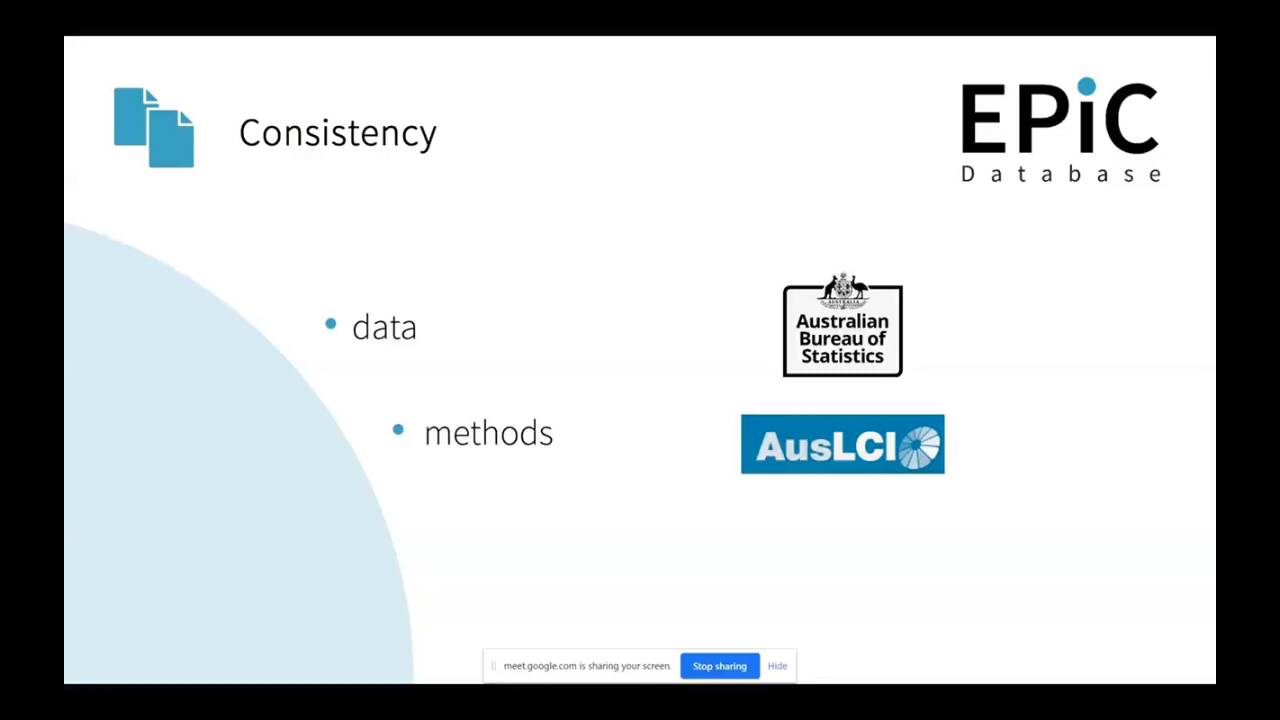 Consistency
EPiC
Database
data
methods
AUSTRALIA
Australian
Bureau of
Statistics
AusLCI
meet.google.com is sharing your screen.
Stop sharing
Hide